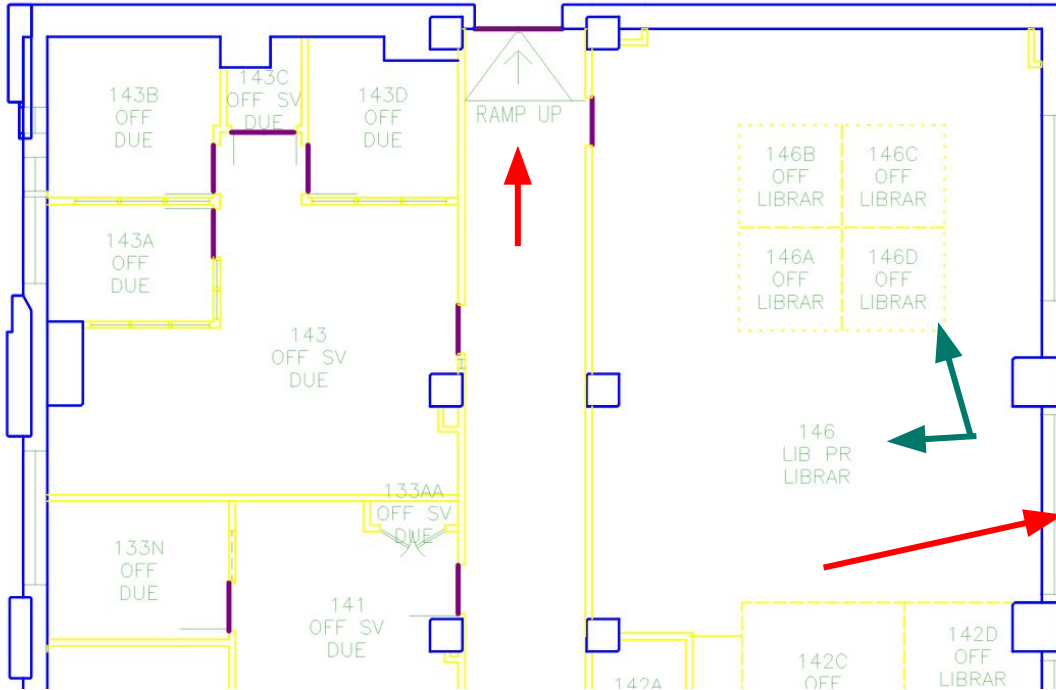 143B
OFF
DUE
143C
OFF SV
DUE
143D
OFF
DUE
RAMP UP
146B
OFF
LIBRAR
146C
OFF
LIBRAR
143A
OFF
DUE
146A
OFF
LIBRAR
146D
OFF
LIBRAR
143
OFF SV
DUE
146
LIB PR
LIBRAR
133AA
OFF SV
DUE
133N
OFF
DUE
141
OFF SV
DUE
142A
142C
OFF
142D
OFF
LIBRAR